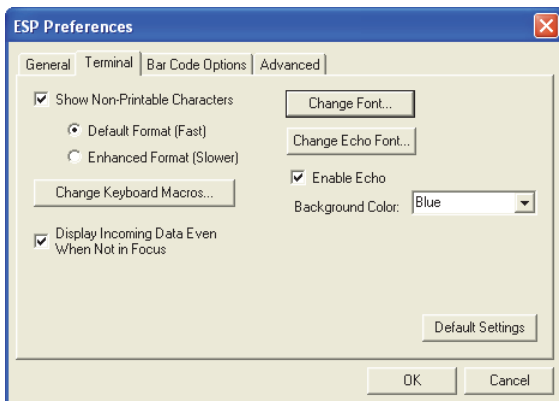 ESP Preferences
General Terminal Bar Code Options Advanced
Show Non-Printable Characters
Default Format (Fast)
Enhanced Format (Slower)
Change Keyboard Macros...
Display Incoming Data Even
When Not in Focus
Change Font...
Change Echo Font...
Enable Echo
Background Color: Blue
Default Settings
OK Cancel